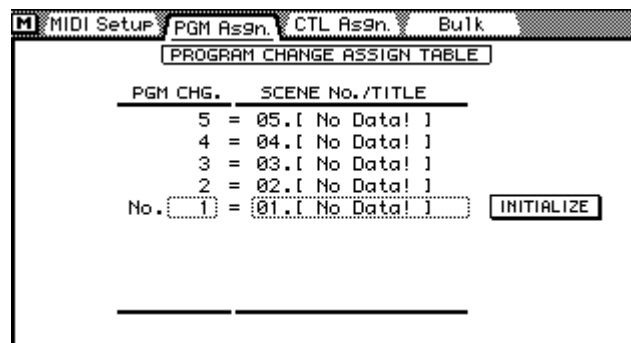 M MIDI Setup PGM Asgn. CTL Asgn. Bulk
PROGRAM CHANGE ASSIGN TABLE
PGM CHG. SCENE No./TITLE
5 = 05.[ No Data! ]
4 = 04.[ No Data! ]
3 = 03.[ No Data! ]
2 = 02.[ No Data! ]
No. 1 = 01.[ No Data! ] INITIALIZE